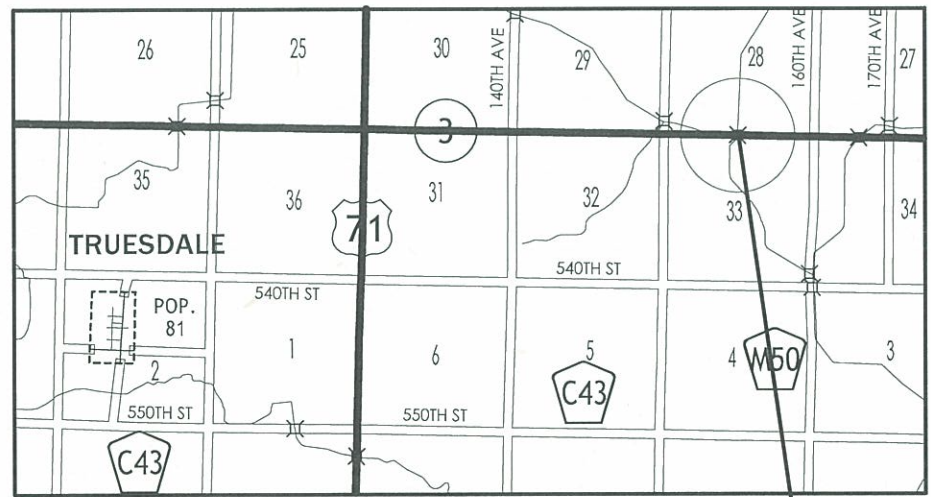 26
25
30
140TH AVE
29
28
160TH AVE
170TH AVE
27
3
35
36
71
31
32
33
34
TRUESDALE
540TH ST
540TH ST
POP.
81
1
6
5
4
M50
3
2
C43
550TH ST
550TH ST
C43